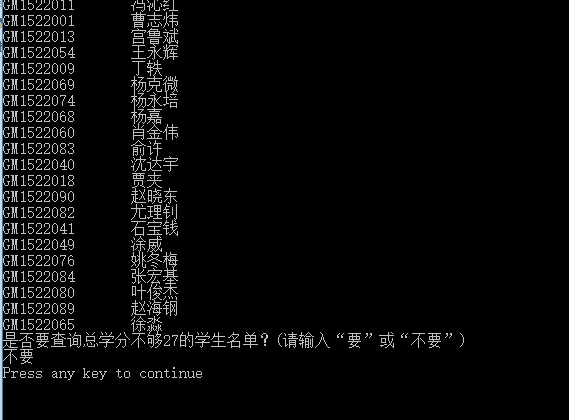 GM1522011 冯沁红
GM1522001 曹志炜
GM1522013 宫鲁斌
GM1522054 王永辉
GM1522009 丁轶
GM1522069 杨克微
GM1522074 杨永培
GM1522068 杨嘉
GM1522060 肖金伟
GM1522083 俞许
GM1522040 沈达宇
GM1522018 贾夹
GM1522090 赵晓东
GM1522082 尤理钊
GM1522041 石宝钱
GM1522049 涂威
GM1522076 姚冬梅
GM1522084 张宏基
GM1522080 叶俊杰
GM1522089 赵海钢
GM1522065 徐淼
是否要查询总学分不够27的学生名单？(请输入“要”或“不要”)
不要
Press any key to continue